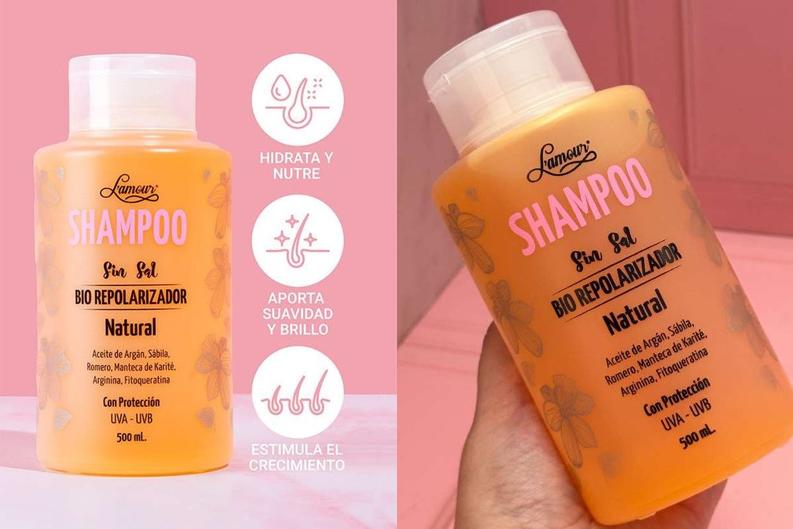 L'amour
SHAMPOO
Sin Sal
BIO REPOLARIZADOR
Natural
Aceite de Argán, Sábila,
Romero, Manteca de Karité,
Arginina, Fitoqueratina
Con Protección
UVA - UVB
500 mL.
HIDRATA Y
NUTRE
APORTA
SUAVIDAD
Y BRILLO
ESTIMULA EL
CRECIMIENTO
L'amour
SHAMPOO
Sin Sal
BIO REPOLARIZADOR
Natural
Aceite de Argán, Sábila,
Romero, Manteca de Karité,
Arginina, Fitoqueratina
Con Protección
UVA - UVB
500 mL.